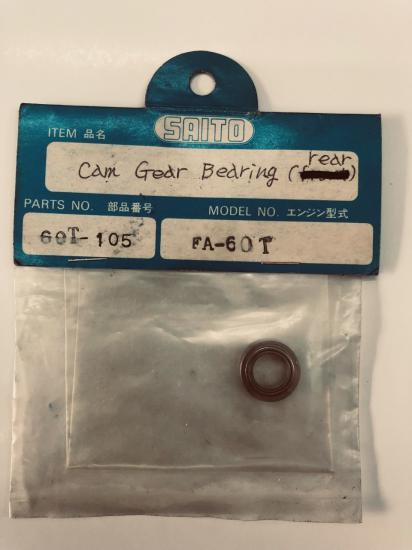 ITEM 品名
SAITO
Cam Gear Bearing (rear)
PARTS NO. 部品番号
MODEL NO. エンジン型式
60T-105
FA-60T